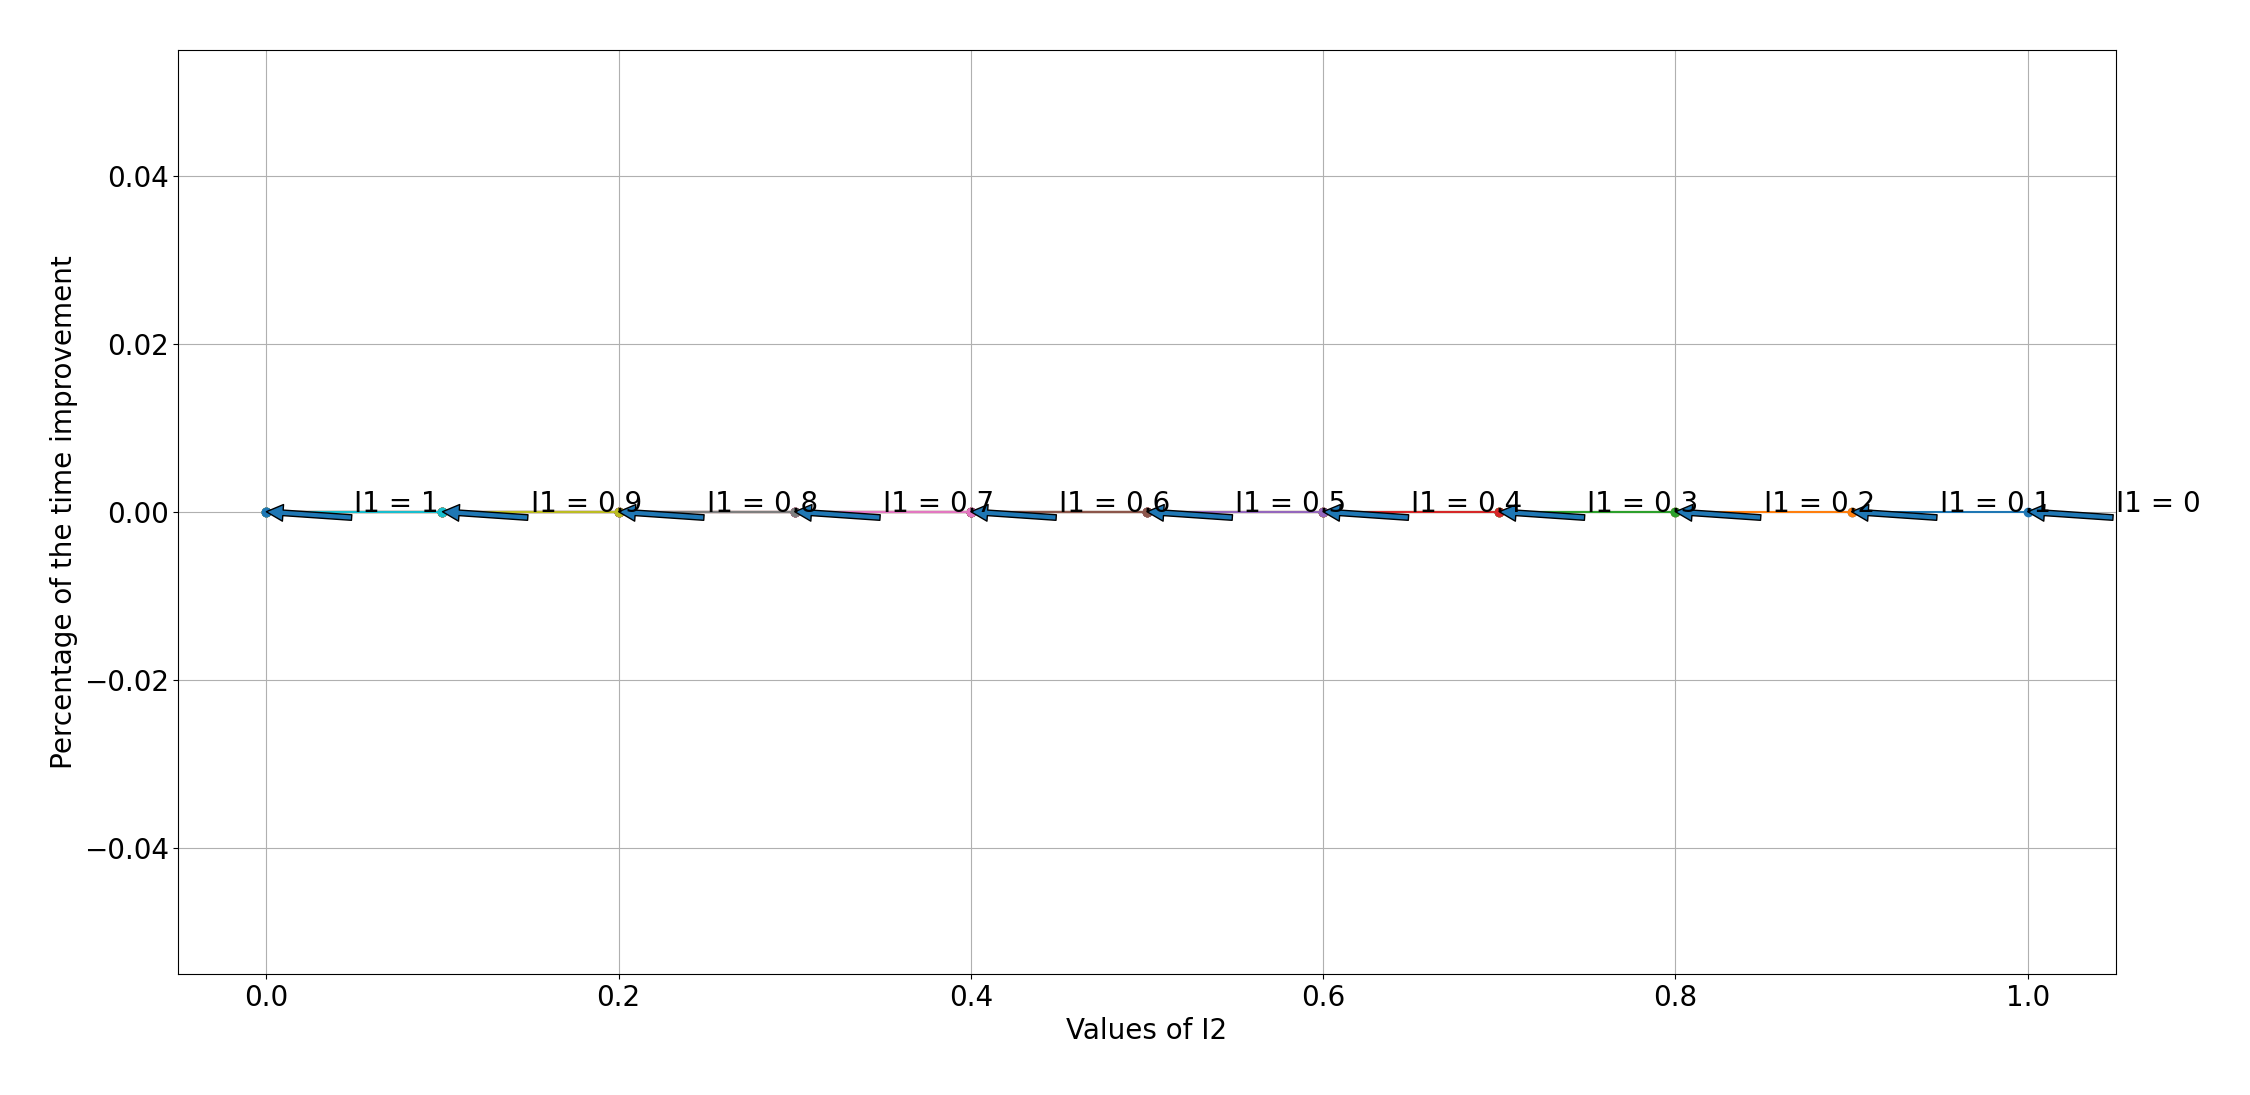 Percentage of the time improvement
0.04
0.02
0.00
−0.02
−0.04
I1 = 1
I1 = 0.9
I1 = 0.8
I1 = 0.7
I1 = 0.6
I1 = 0.5
I1 = 0.4
I1 = 0.3
I1 = 0.2
I1 = 0.1
I1 = 0
0.0 0.2 0.4 0.6 0.8 1.0
Values of I2